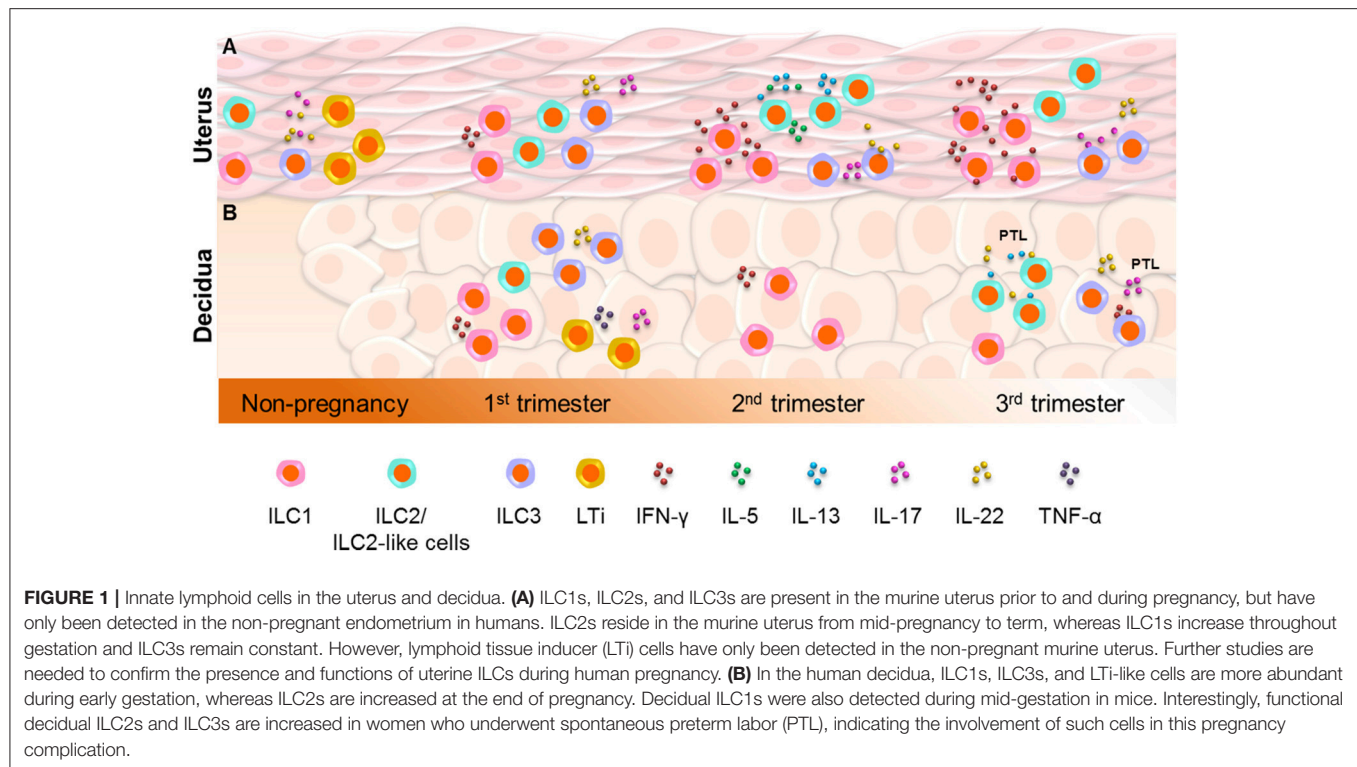 A
Uterus
B
Decidua
PTL
PTL
Non-pregnancy
1st trimester
2nd trimester
3rd trimester
ILC1
ILC2/
ILC2-like cells
ILC3
LTi
IFN-γ
IL-5
IL-13
IL-17
IL-22
TNF-α
FIGURE 1 | Innate lymphoid cells in the uterus and decidua. (A) ILC1s, ILC2s, and ILC3s are present in the murine uterus prior to and during pregnancy, but have
only been detected in the non-pregnant endometrium in humans. ILC2s reside in the murine uterus from mid-pregnancy to term, whereas ILC1s increase throughout
gestation and ILC3s remain constant. However, lymphoid tissue inducer (LTi) cells have only been detected in the non-pregnant murine uterus. Further studies are
needed to confirm the presence and functions of uterine ILCs during human pregnancy. (B) In the human decidua, ILC1s, ILC3s, and LTi-like cells are more abundant
during early gestation, whereas ILC2s are increased at the end of pregnancy. Decidual ILC1s were also detected during mid-gestation in mice. Interestingly, functional
decidual ILC2s and ILC3s are increased in women who underwent spontaneous preterm labor (PTL), indicating the involvement of such cells in this pregnancy
complication.